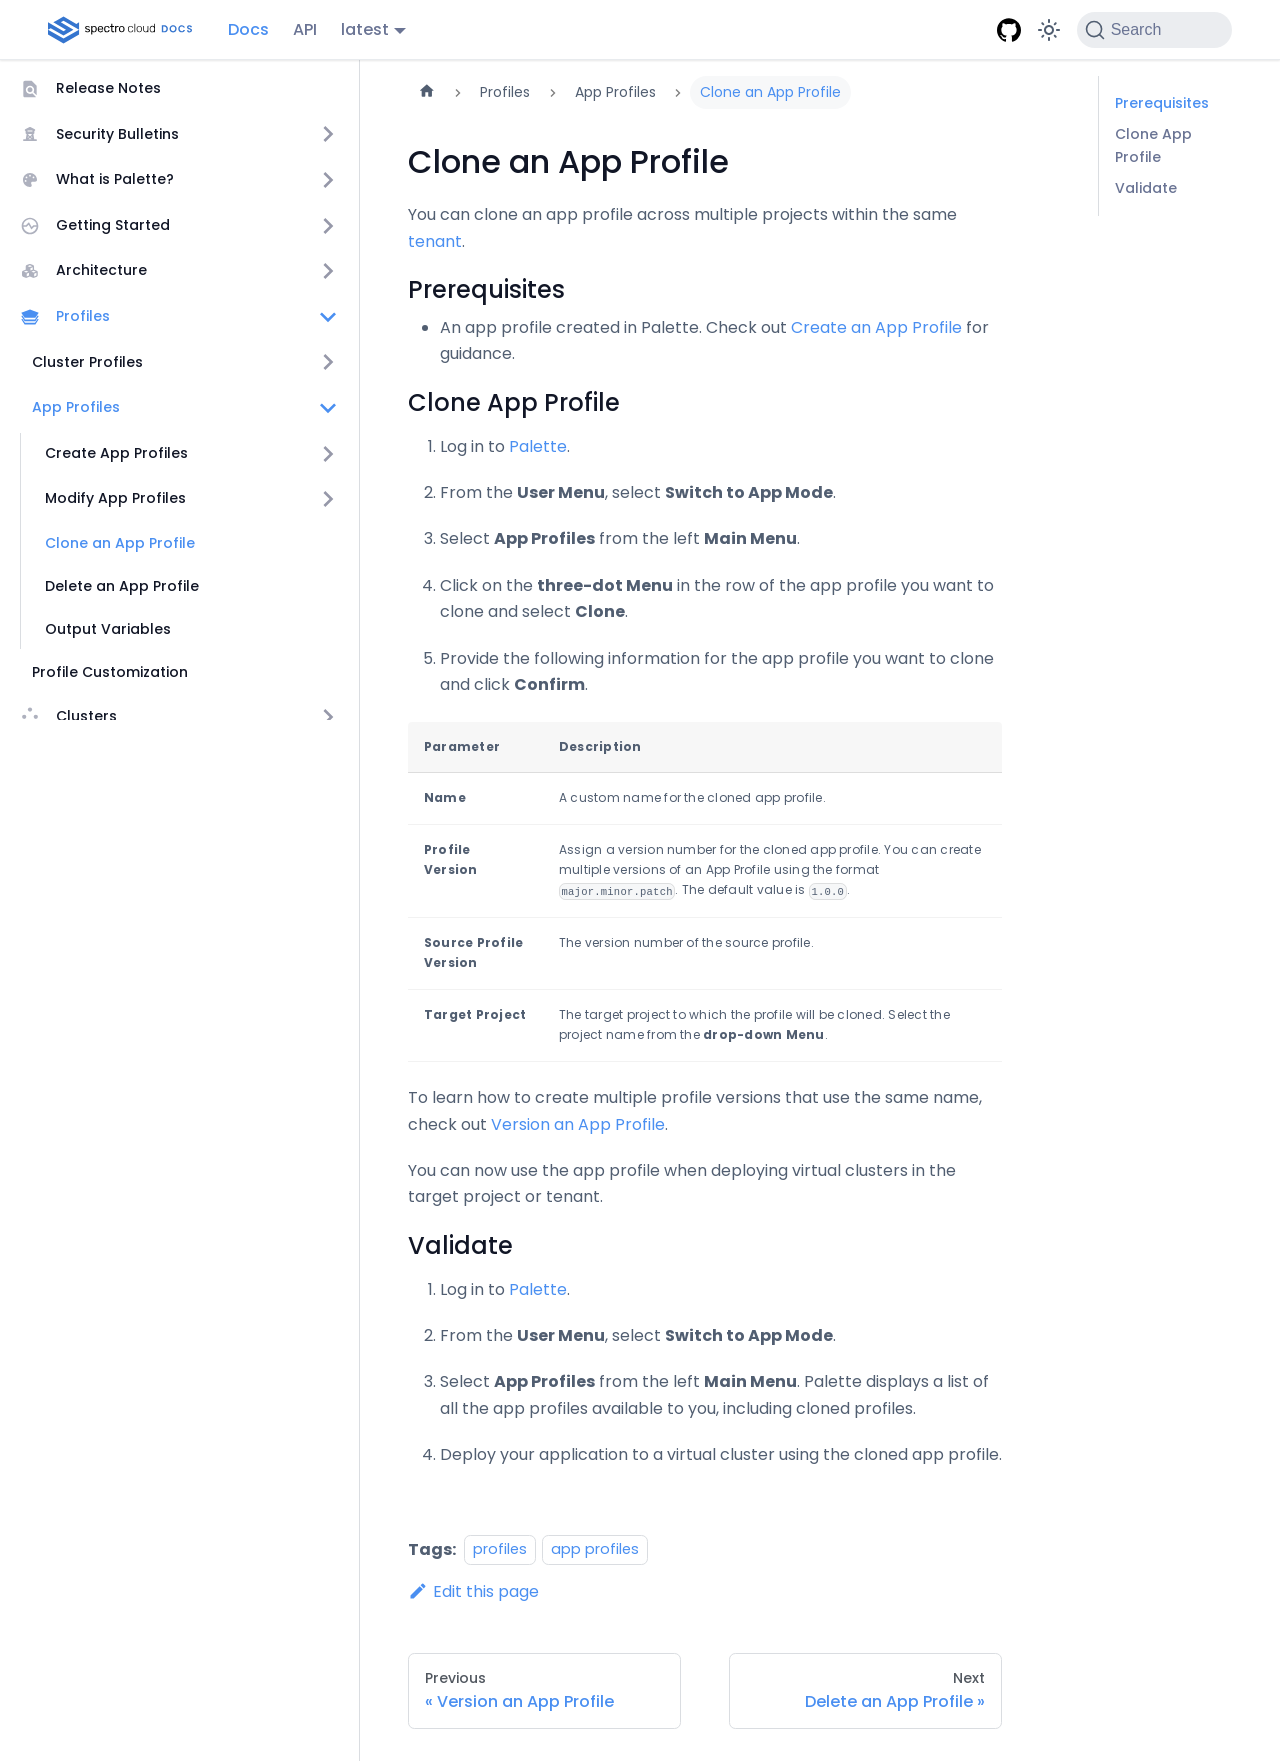 spectro cloud DOCS
Docs
API
latest
Search
Release Notes
Security Bulletins
What is Palette?
Getting Started
Architecture
Profiles
Cluster Profiles
App Profiles
Create App Profiles
Modify App Profiles
Clone an App Profile
Delete an App Profile
Output Variables
Profile Customization
Clusters
Profiles
App Profiles
Clone an App Profile
Clone an App Profile
You can clone an app profile across multiple projects within the same
tenant.
Prerequisites
An app profile created in Palette. Check out Create an App Profile for
guidance.
Clone App Profile
1. Log in to Palette.
2. From the User Menu, select Switch to App Mode.
3. Select App Profiles from the left Main Menu.
4. Click on the three-dot Menu in the row of the app profile you want to
clone and select Clone.
5. Provide the following information for the app profile you want to clone
and click Confirm.
Parameter Description
Name A custom name for the cloned app profile.
Profile Assign a version number for the cloned app profile. You can create
Version multiple versions of an App Profile using the format
major.minor.patch. The default value is 1.0.0.
Source Profile The version number of the source profile.
Version
Target Project The target project to which the profile will be cloned. Select the
project name from the drop-down Menu.
To learn how to create multiple profile versions that use the same name,
check out Version an App Profile.
You can now use the app profile when deploying virtual clusters in the
target project or tenant.
Validate
1. Log in to Palette.
2. From the User Menu, select Switch to App Mode.
3. Select App Profiles from the left Main Menu. Palette displays a list of
all the app profiles available to you, including cloned profiles.
4. Deploy your application to a virtual cluster using the cloned app profile.
Tags: profiles app profiles
Edit this page
Previous
« Version an App Profile
Next
Delete an App Profile »
Prerequisites
Clone App
Profile
Validate